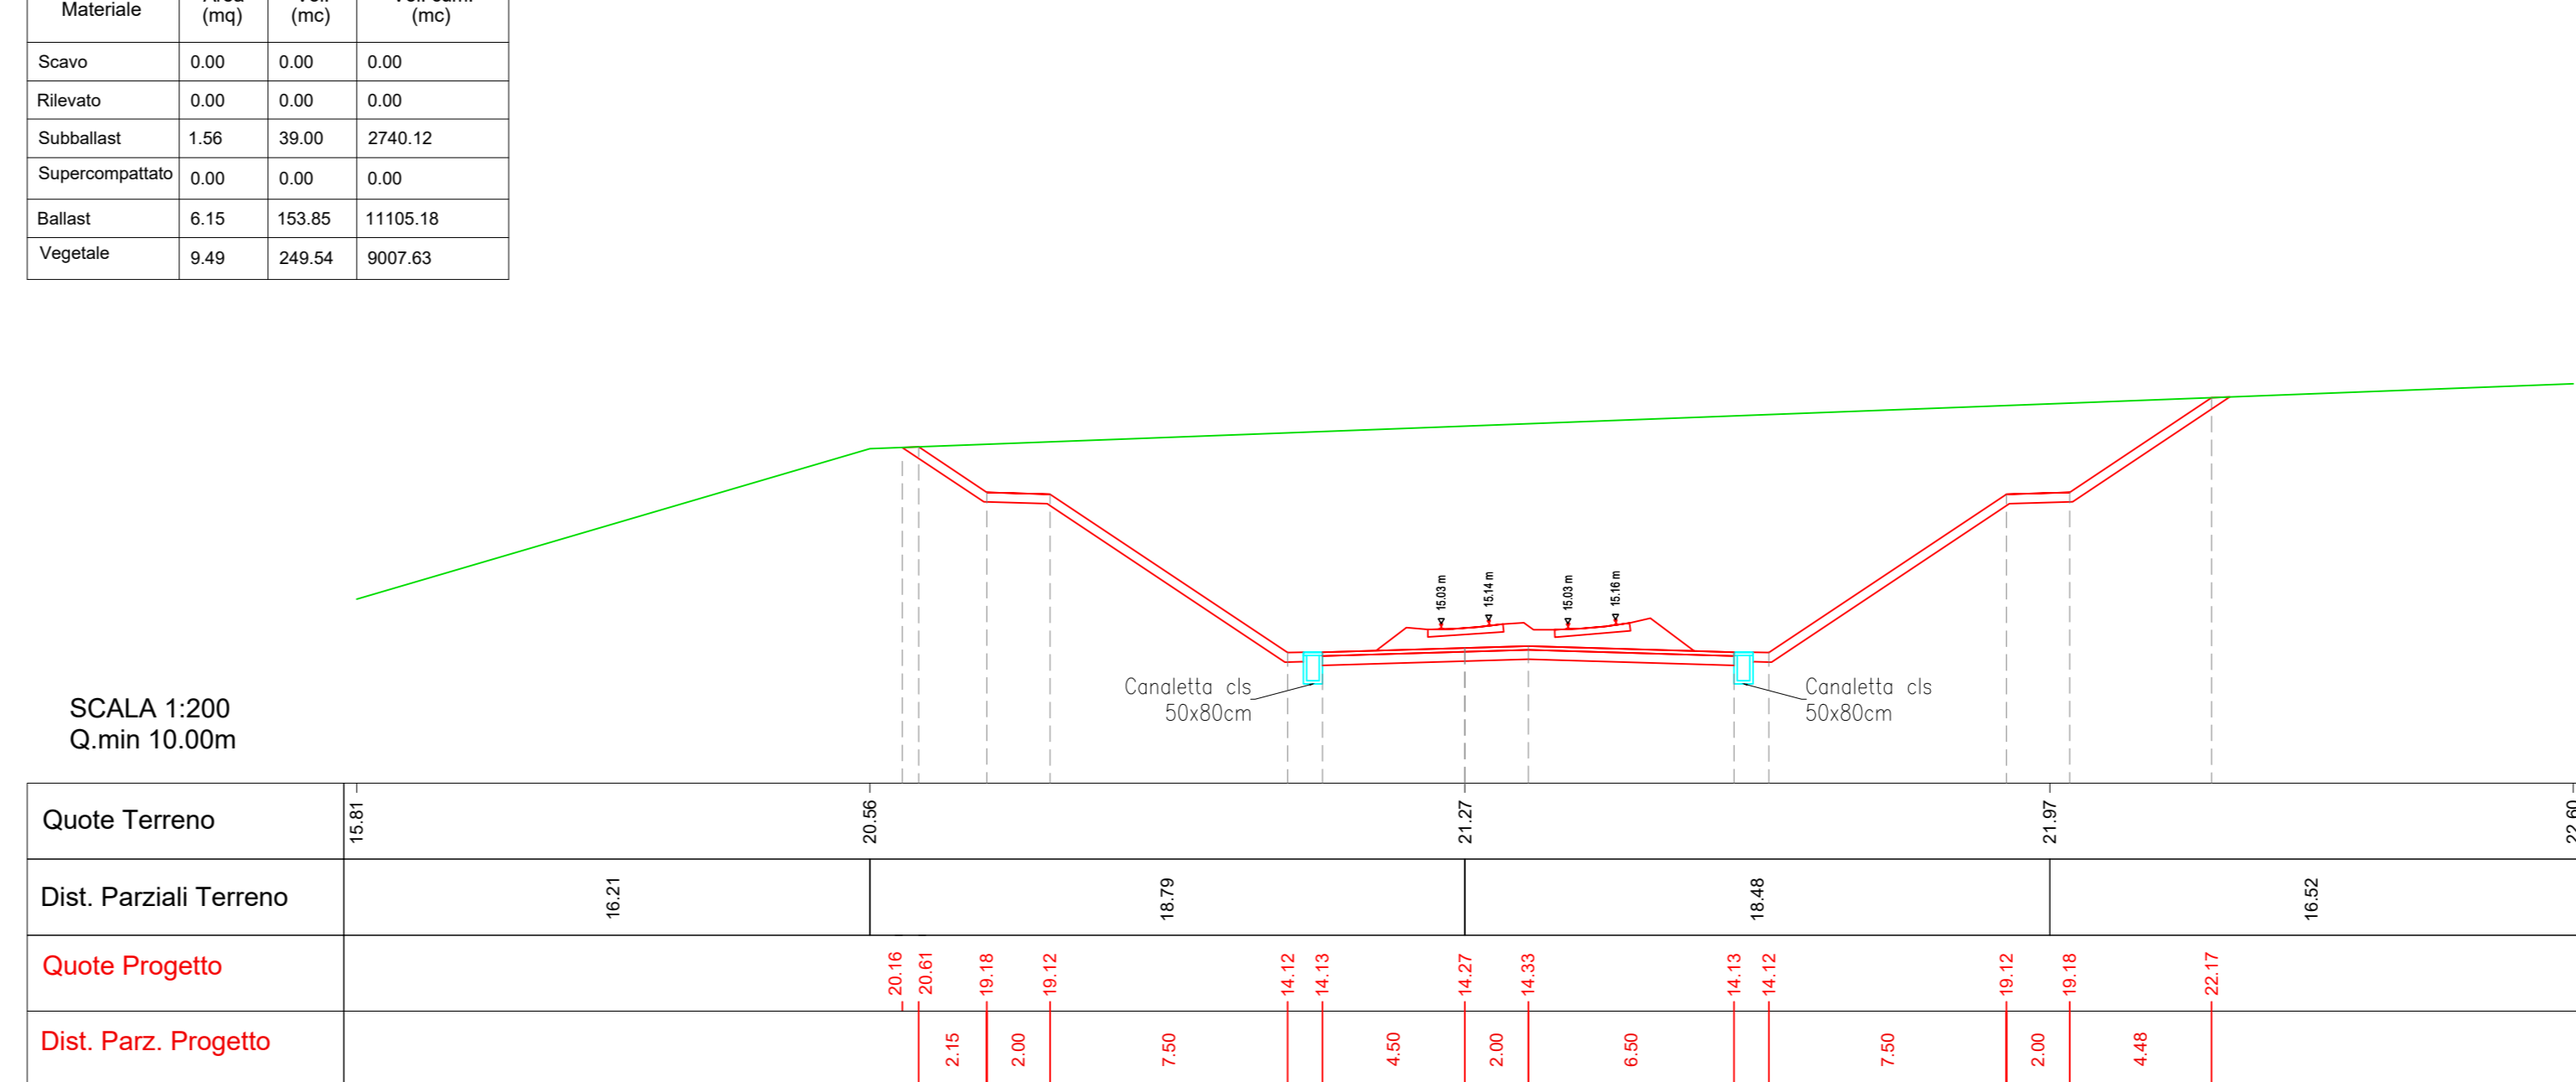 Materiale
(mq) (mc) (mc)
Scavo 0.00 0.00 0.00
Rilevato 0.00 0.00 0.00
Subballast 1.56 39.00 2740.12
Supercompattato 0.00 0.00 0.00
Ballast 6.15 153.85 11105.18
Vegetale 9.49 249.54 9007.63
15.03 m 15.14 m 15.03 m 15.16 m
Canaletta cls
50x80cm
Canaletta cls
50x80cm
SCALA 1:200
Q.min 10.00m
Quote Terreno 15.81 20.56 21.27 21.97 22.60
Dist. Parziali Terreno 16.21 18.79 18.48 16.52
Quote Progetto 20.16 20.61 19.18 19.12 14.12 14.13 14.27 14.33 14.13 14.12 19.12 19.18 22.17
Dist. Parz. Progetto 2.15 2.00 7.50 4.50 2.00 6.50 7.50 2.00 4.48